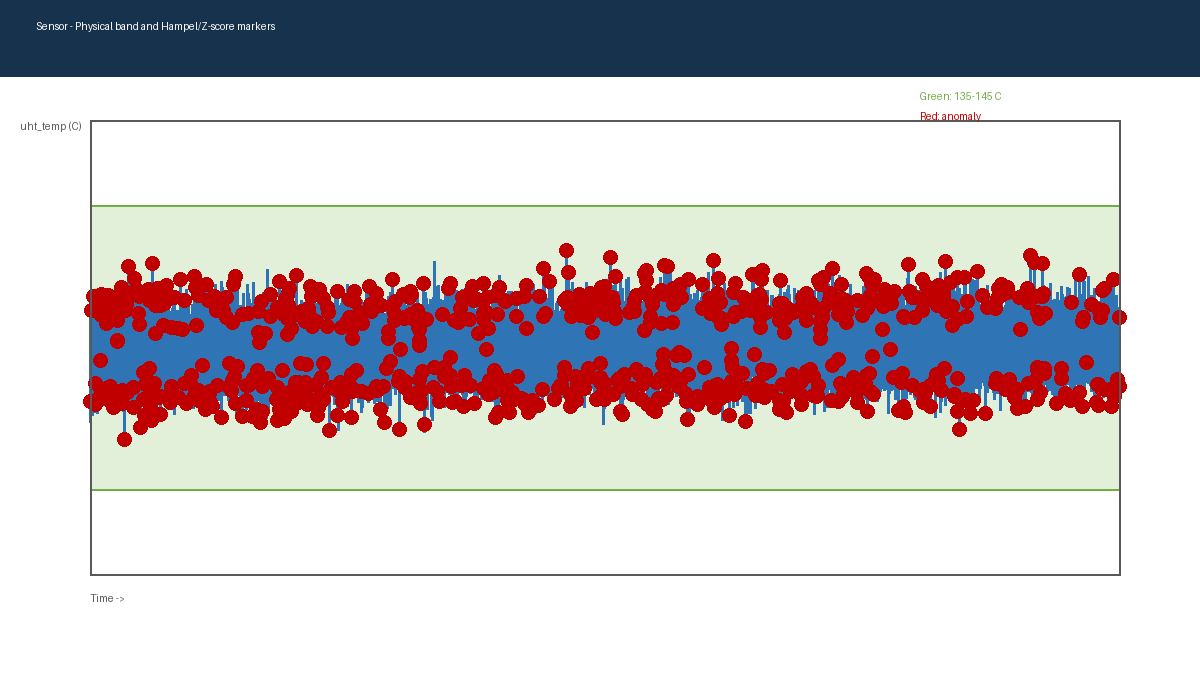 Sensor - Physical band and Hampel/Z-score markers
Green: 135-145 C
Red: anomaly
uht_temp (C)
Time ->